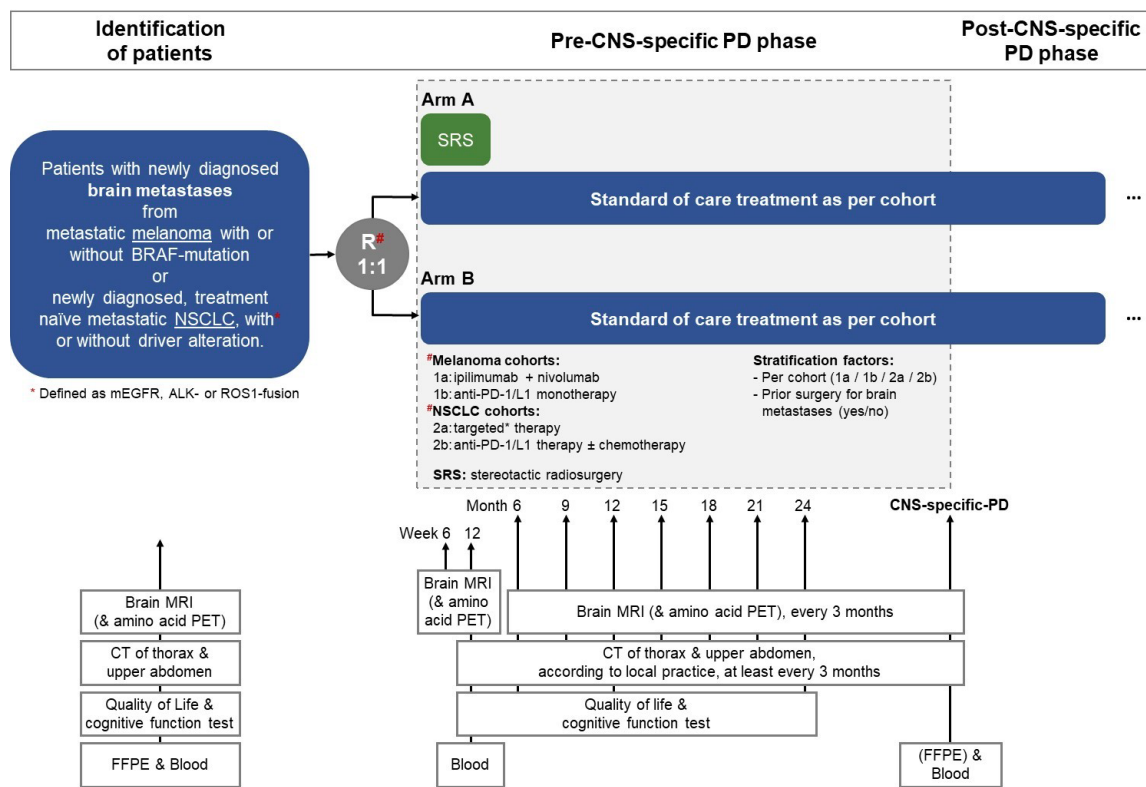 Identification
of patients
Pre-CNS-specific PD phase
Post-CNS-specific
PD phase
Patients with newly diagnosed
brain metastases
from
metastatic melanoma with or
without BRAF-mutation
or
newly diagnosed, treatment
naïve metastatic NSCLC, with*
or without driver alteration.
* Defined as mEGFR, ALK- or ROS1-fusion
R#
1:1
Arm A
SRS
Standard of care treatment as per cohort
...
Arm B
Standard of care treatment as per cohort
...
#Melanoma cohorts:
1a: ipilimumab + nivolumab
1b: anti-PD-1/L1 monotherapy
#NSCLC cohorts:
2a: targeted* therapy
2b: anti-PD-1/L1 therapy ± chemotherapy
SRS: stereotactic radiosurgery
Stratification factors:
- Per cohort (1a / 1b / 2a / 2b)
- Prior surgery for brain
metastases (yes/no)
Month 6 9 12 15 18 21 24 CNS-specific-PD
Week 6 12
Brain MRI
(& amino acid PET)
CT of thorax &
upper abdomen
Quality of Life &
cognitive function test
FFPE & Blood
Brain MRI
(& amino
acid PET)
Brain MRI (& amino acid PET), every 3 months
CT of thorax & upper abdomen,
according to local practice, at least every 3 months
Quality of life &
cognitive function test
Blood
(FFPE) &
Blood